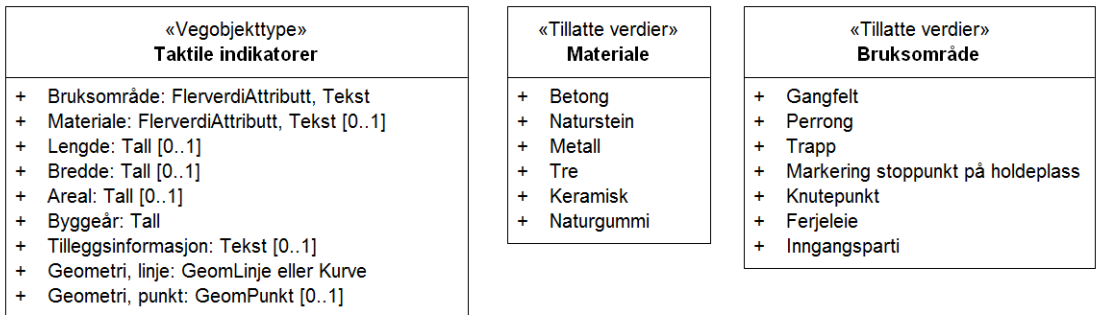 «Vegobjekttype»
Taktile indikatorer
+ Bruksområde: FlerverdiAttributt, Tekst
+ Materiale: FlerverdiAttributt, Tekst [0..1]
+ Lengde: Tall [0..1]
+ Bredde: Tall [0..1]
+ Areal: Tall [0..1]
+ Byggeår: Tall
+ Tilleggsinformasjon: Tekst [0..1]
+ Geometri, linje: GeomLinje eller Kurve
+ Geometri, punkt: GeomPunkt [0..1]
«Tillatte verdier»
Materiale
+ Betong
+ Naturstein
+ Metall
+ Tre
+ Keramisk
+ Naturgummi
«Tillatte verdier»
Bruksområde
+ Gangfelt
+ Perrong
+ Trapp
+ Markering stoppunkt på holdeplass
+ Knutepunkt
+ Ferjeleie
+ Inngangsparti